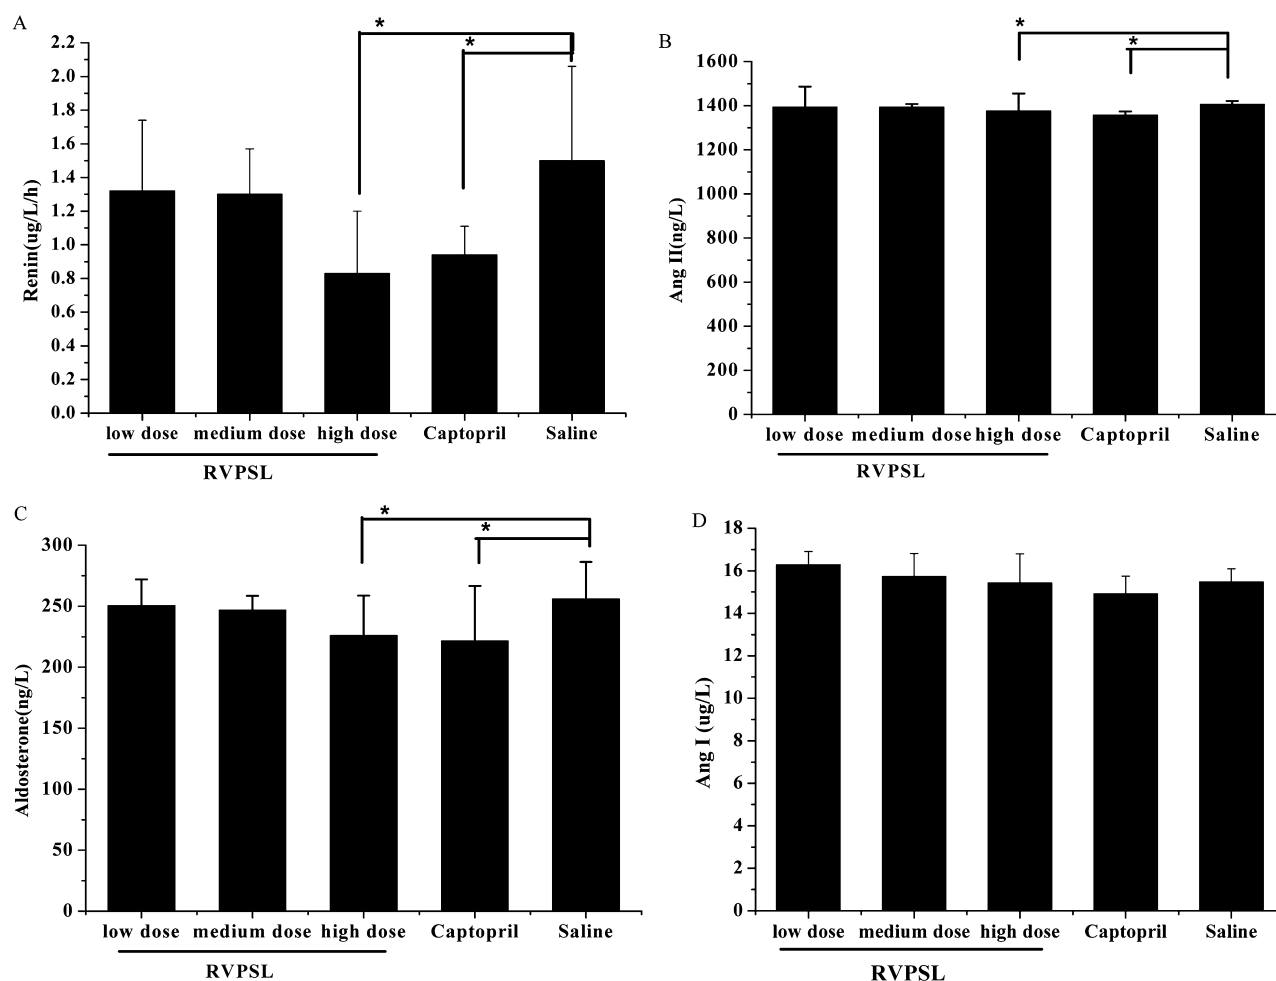 A
*
*
2.2
2.0
1.8
1.6
1.4
1.2
1.0
0.8
0.6
0.4
0.2
0.0
Renin(ug/L/h)
low dose medium dose high dose Captopril Saline
RVPSL
B
*
*
1600
1400
1200
1000
800
600
400
200
0
Ang II(ng/L)
low dose medium dose high dose Captopril Saline
RVPSL
C
*
*
300
250
200
150
100
50
0
Aldosterone(ng/L)
low dose medium dose high dose Captopril Saline
RVPSL
D
18
16
14
12
10
8
6
4
2
0
Ang I (ug/L)
low dose medium dose high dose Captopril Saline
RVPSL